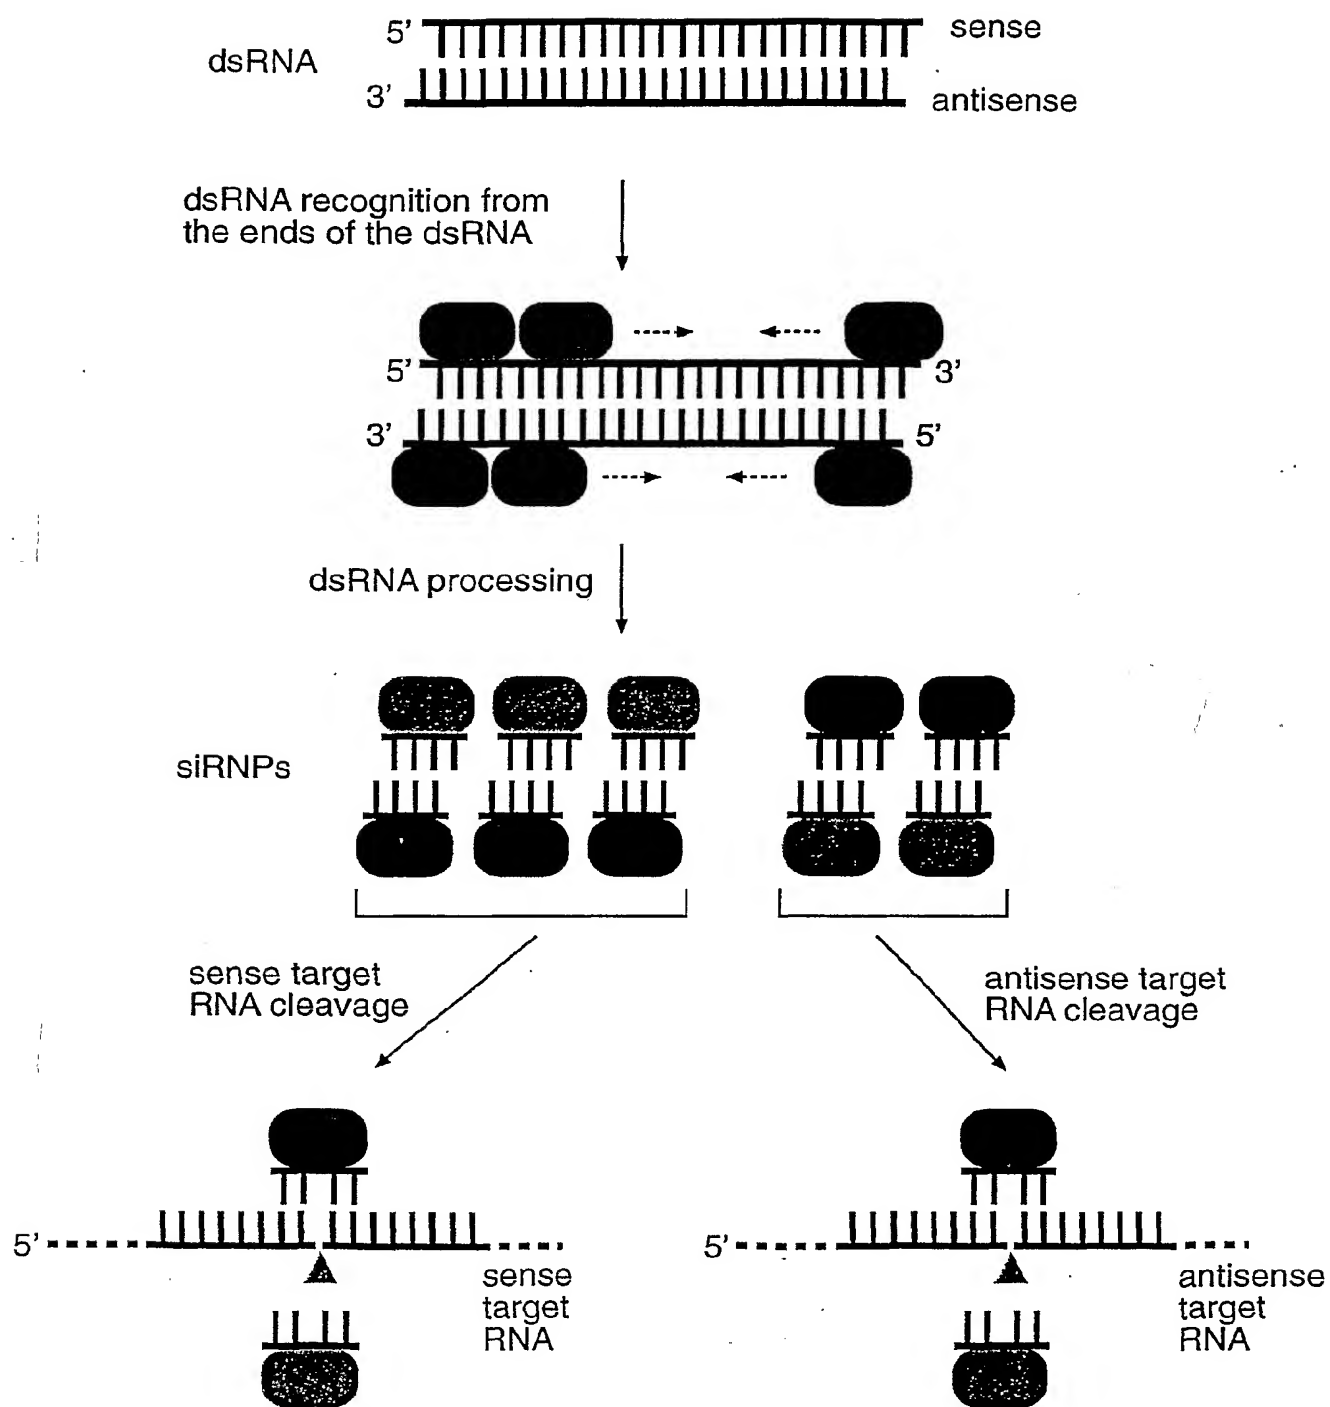 5’ sense
dsRNA
3’ antisense
dsRNA recognition from
the ends of the dsRNA
5’ 3’
3’ 5’
dsRNA processing
siRNPs
sense target
RNA cleavage
antisense target
RNA cleavage
5’
sense
target
RNA
5’
antisense
target
RNA